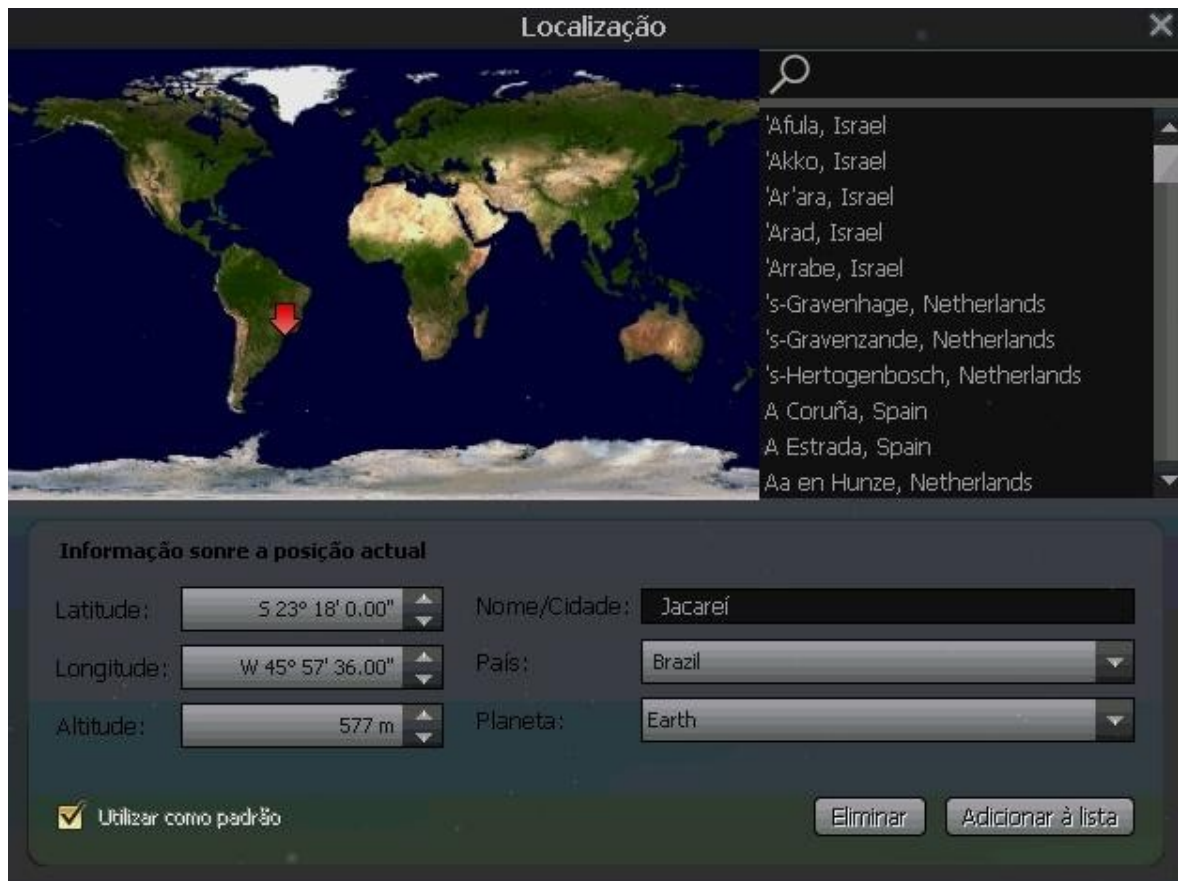 Localização
'Afula, Israel
'Akko, Israel
'Ar'ara, Israel
'Arad, Israel
'Arrabe, Israel
's-Gravenhage, Netherlands
's-Gravenzande, Netherlands
's-Hertogenbosch, Netherlands
A Coruña, Spain
A Estrada, Spain
Aa en Hunze, Netherlands
Informação sonre a posição actual
Latitude: S 23° 18' 0.00" Nome/Cidade: Jacareí
Longitude: W 45° 57' 36.00" País: Brazil
Altitude: 577 m Planeta: Earth
Utilizar como padrão Eliminar Adicionar à lista